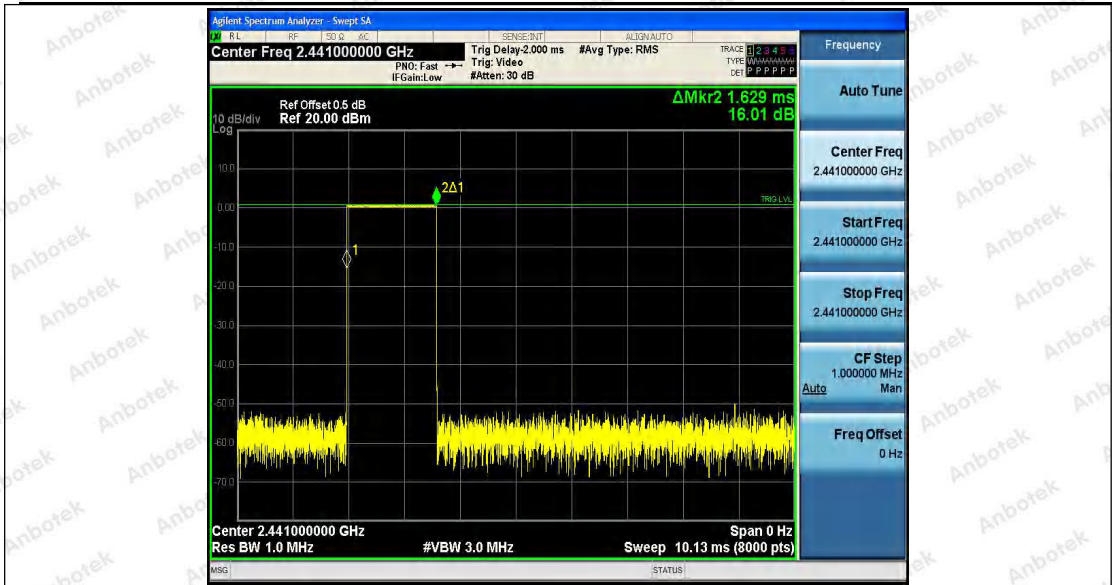 Agilent Spectrum Analyzer - Swept SA
RL RF 50 Ω AC SENSE:INT ALIGN AUTO
Center Freq 2.441000000 GHz
PNO: Fast
IFGain:Low
Trig Delay-2.000 ms
Trig: Video
#Atten: 30 dB
#Avg Type: RMS
TRACE 1 2 3 4 5 6
TYPE
DET P P P P P P
ΔMkr2 1.629 ms
16.01 dB
Ref Offset 0.5 dB
10 dB/div Ref 20.00 dBm
Log
10.0
0.00
-10.0
-20.0
-30.0
-40.0
-50.0
-60.0
-70.0
2Δ1
1
TRIG LVL
Center 2.441000000 GHz
Span 0 Hz
Res BW 1.0 MHz
#VBW 3.0 MHz
Sweep 10.13 ms (8000 pts)
MSG
STATUS
Frequency
Auto Tune
Center Freq
2.441000000 GHz
Start Freq
2.441000000 GHz
Stop Freq
2.441000000 GHz
CF Step
1.000000 MHz
Auto Man
Freq Offset
0 Hz
Anbotek